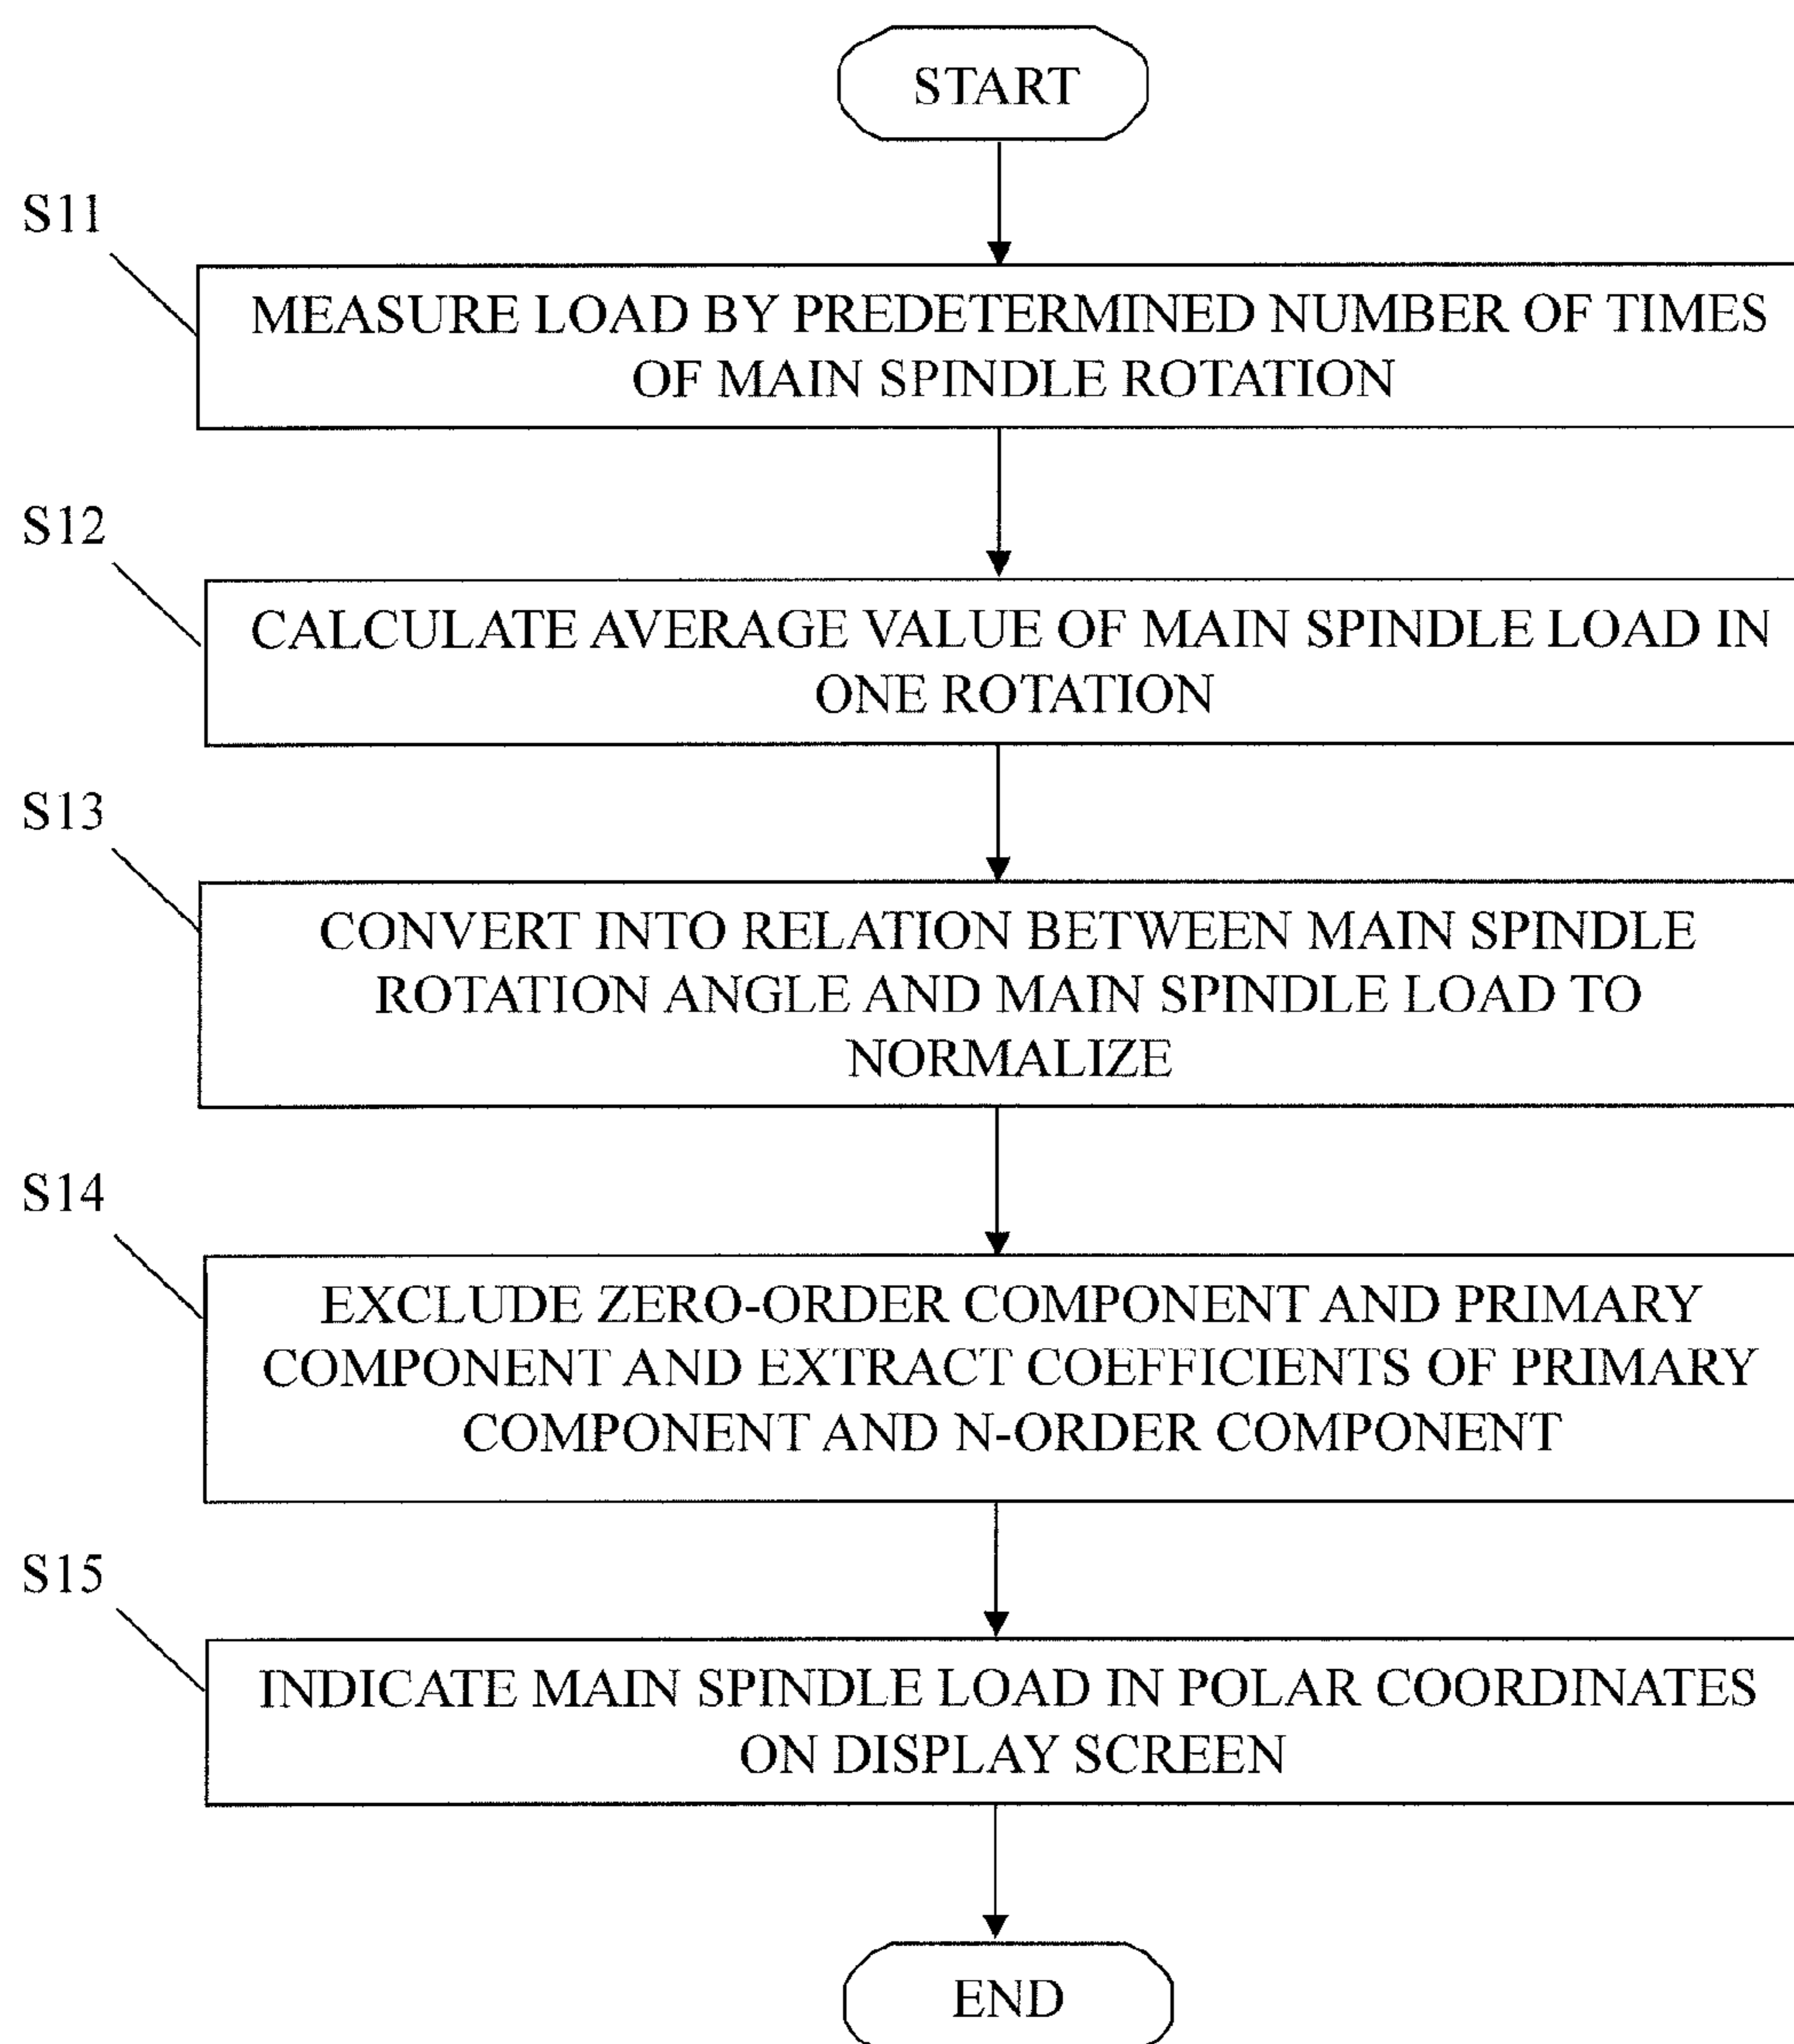 START
S11
MEASURE LOAD BY PREDETERMINED NUMBER OF TIMES
OF MAIN SPINDLE ROTATION
S12
CALCULATE AVERAGE VALUE OF MAIN SPINDLE LOAD IN
ONE ROTATION
S13
CONVERT INTO RELATION BETWEEN MAIN SPINDLE
ROTATION ANGLE AND MAIN SPINDLE LOAD TO
NORMALIZE
S14
EXCLUDE ZERO-ORDER COMPONENT AND PRIMARY
COMPONENT AND EXTRACT COEFFICIENTS OF PRIMARY
COMPONENT AND N-ORDER COMPONENT
S15
INDICATE MAIN SPINDLE LOAD IN POLAR COORDINATES
ON DISPLAY SCREEN
END